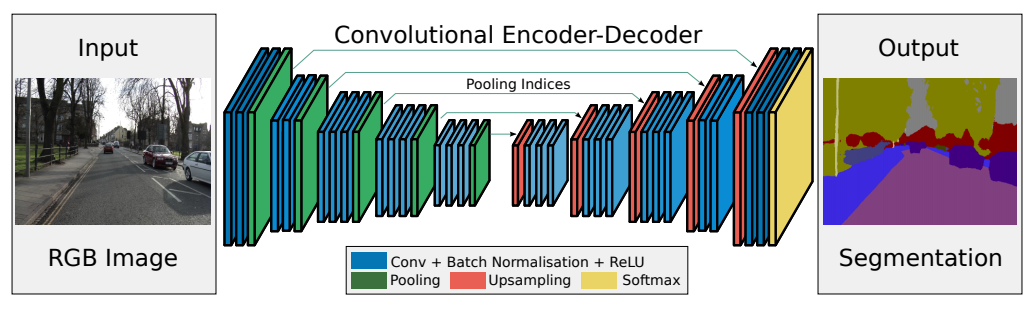 Input
Convolutional Encoder-Decoder
Output
Pooling Indices
RGB Image
Segmentation
Conv + Batch Normalisation + ReLU
Pooling
Upsampling
Softmax